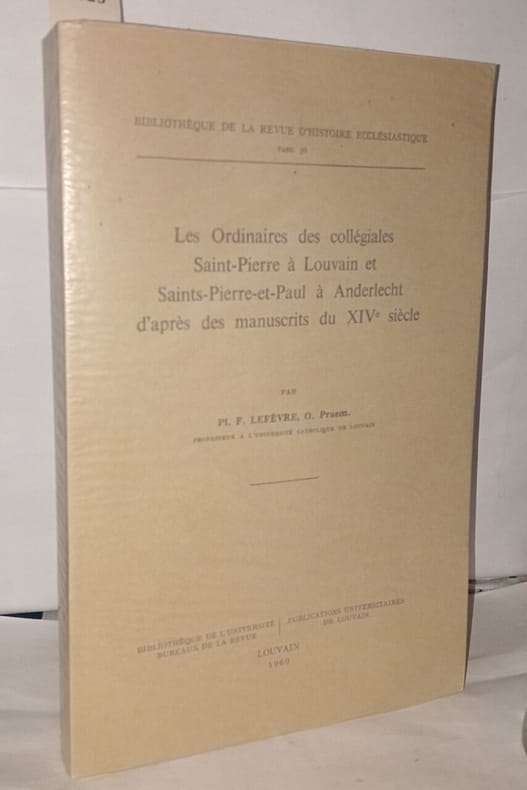 BIBLIOTHÈQUE DE LA REVUE D'HISTOIRE ECCLÉSIASTIQUE
Fasc. 36
Les Ordinaires des collégiales
Saint-Pierre à Louvain et
Saints-Pierre-et-Paul à Anderlecht
d'après des manuscrits du XIVe siècle
PAR
Pl. F. LEFÈVRE, O. Praem.
PROFESSEUR A L'UNIVERSITÉ CATHOLIQUE DE LOUVAIN
BIBLIOTHÈQUE DE L'UNIVERSITÉ
BUREAUX DE LA REVUE
PUBLICATIONS UNIVERSITAIRES
DE LOUVAIN
LOUVAIN
1960